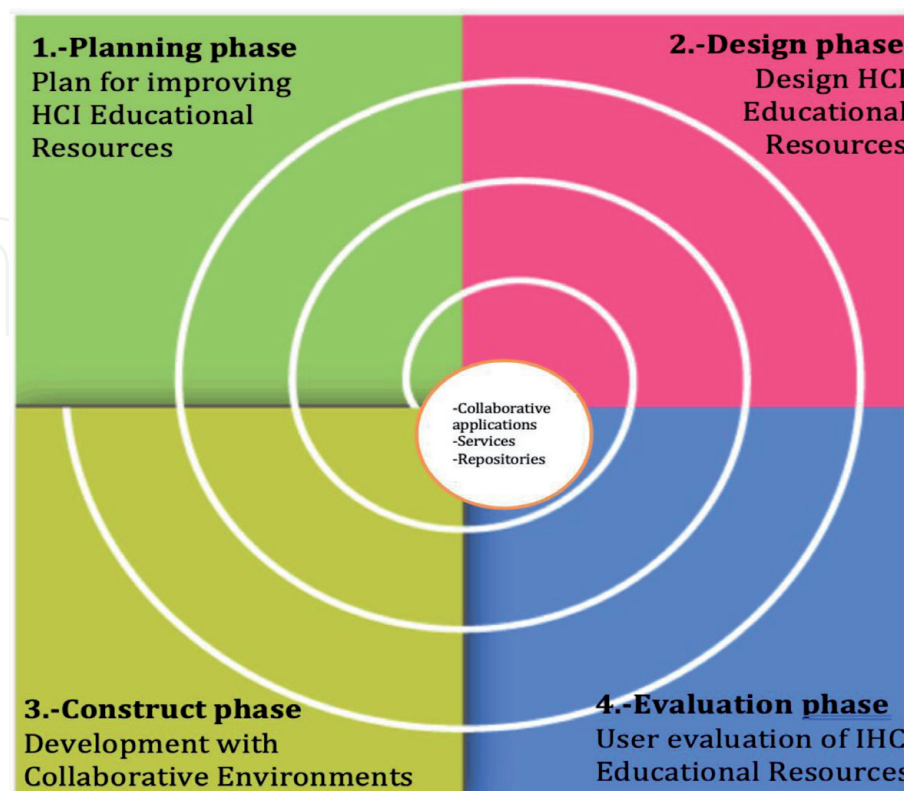 1.-Planning phase
Plan for improving
HCI Educational
Resources
2.-Design phase
Design HCI
Educational
Resources
-Collaborative
applications
-Services
-Repositories
3.-Construct phase
Development with
Collaborative Environments
4.-Evaluation phase
User evaluation of IHC
Educational Resources